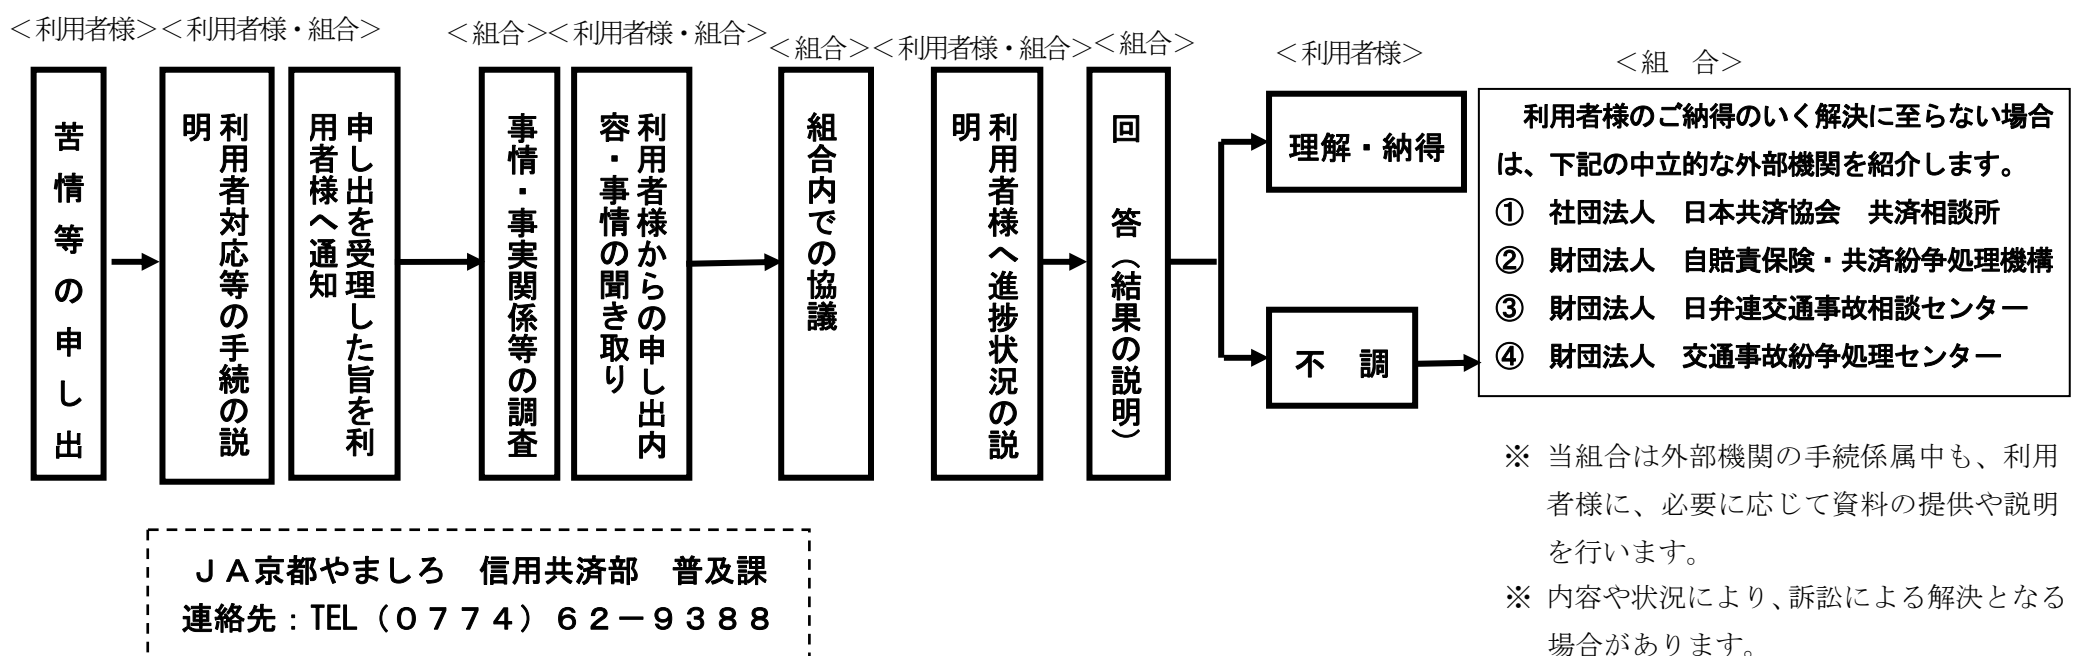 ＜利用者様＞＜利用者様・組合＞
＜組合＞＜利用者様・組合＞
＜組合＞＜利用者様・組合＞＜組合＞
＜利用者様＞
＜組　合＞
苦情等の申し出
利用者対応等の手続の説
明
申し出を受理した旨を利
用者様へ通知
事情・事実関係等の調査
利用者様からの申し出内
容・事情の聞き取り
組合内での協議
利用者様へ進捗状況の説
明
回　答（結果の説明）
理解・納得
不　調
利用者様のご納得のいく解決に至らない場合
は、下記の中立的な外部機関を紹介します。
①　社団法人　日本共済協会　共済相談所
②　財団法人　自賠責保険・共済紛争処理機構
③　財団法人　日弁連交通事故相談センター
④　財団法人　交通事故紛争処理センター
※ 当組合は外部機関の手続係属中も、利用
者様に、必要に応じて資料の提供や説明
を行います。
※ 内容や状況により、訴訟による解決となる
場合があります。
ＪＡ京都やましろ　信用共済部　普及課
連絡先：TEL（０７７４）６２－９３８８